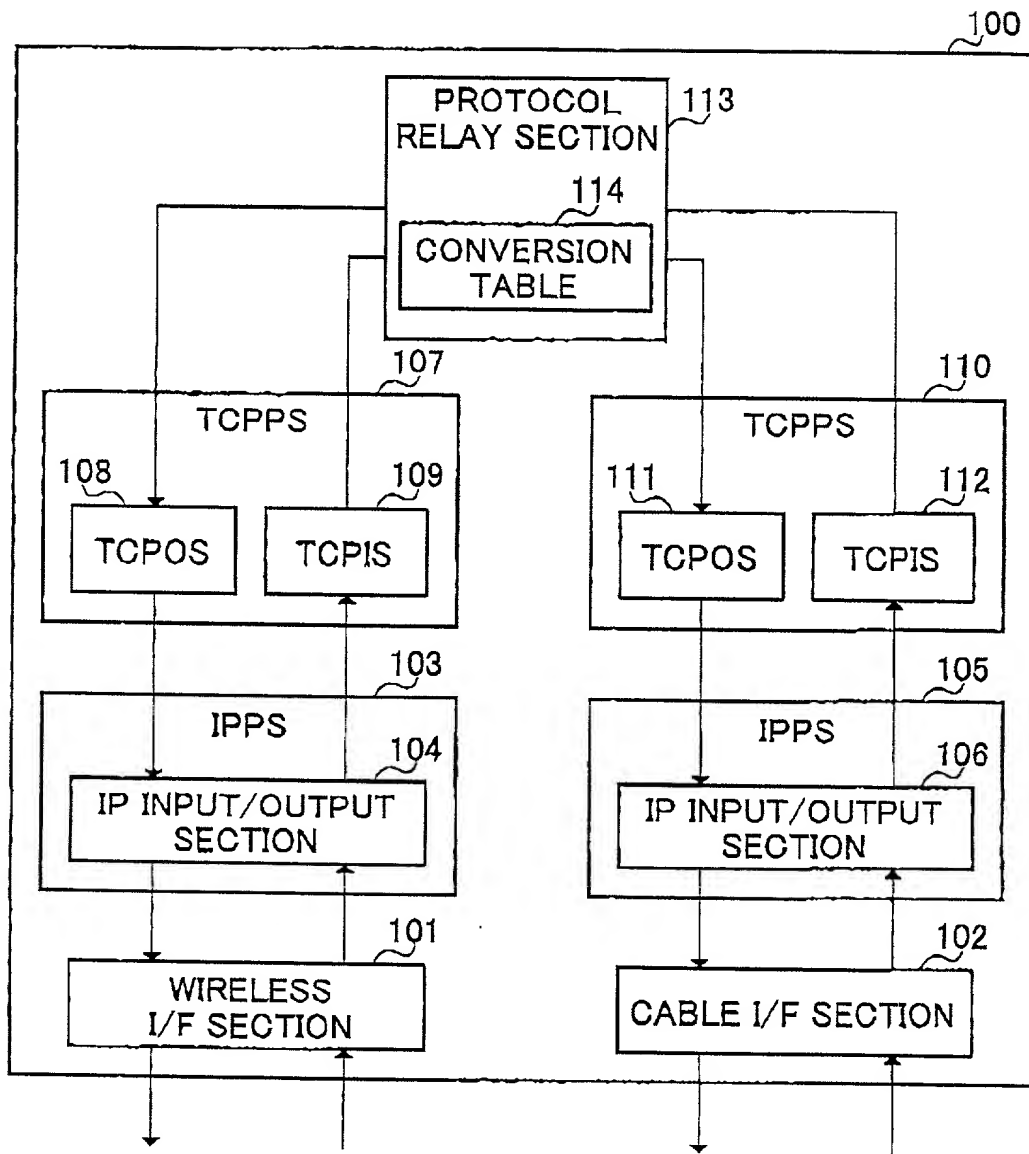 100
PROTOCOL
RELAY SECTION
113
114
CONVERSION
TABLE
107
TCPPS
108
TCPOS
109
TCPIS
110
TCPPS
111
TCPOS
112
TCPIS
103
IPPS
104
IP INPUT/OUTPUT
SECTION
105
IPPS
106
IP INPUT/OUTPUT
SECTION
101
WIRELESS
I/F SECTION
102
CABLE I/F SECTION